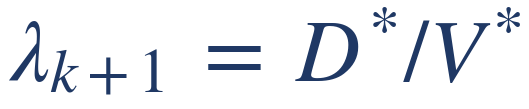 λₖ₊₁ = D*/V*